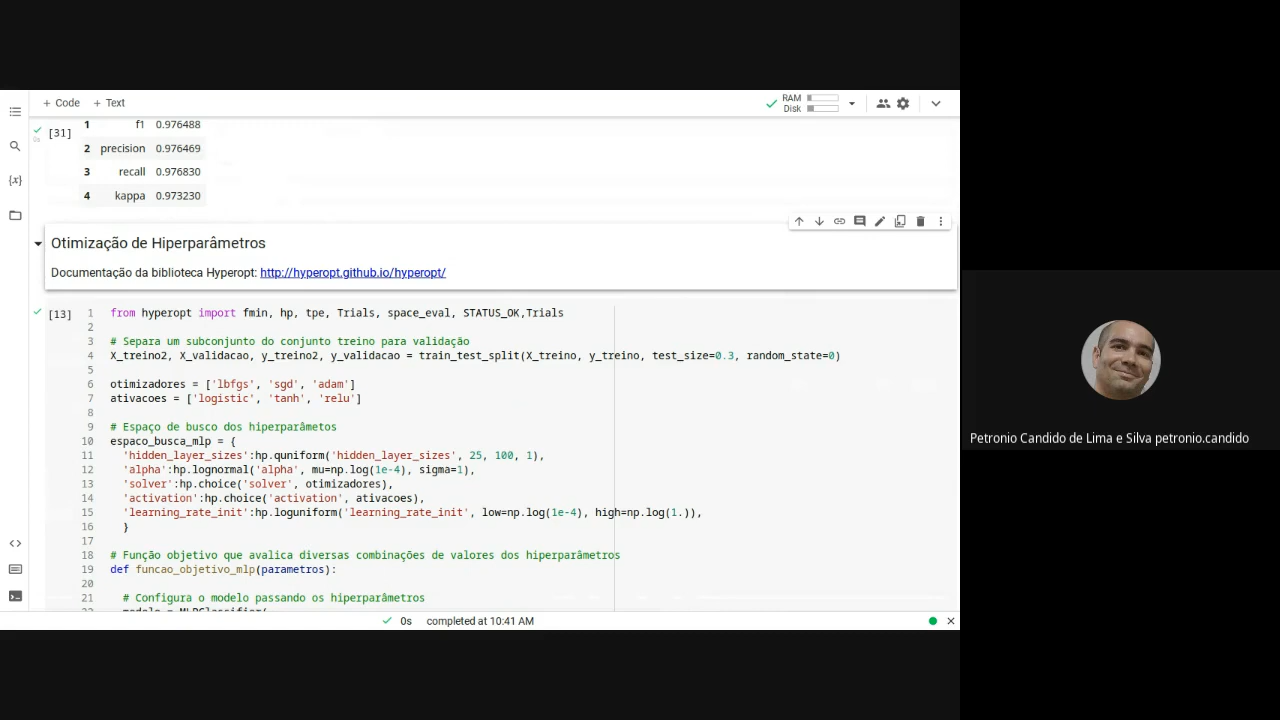 + Code + Text
RAM
Disk
[31]
1 f1 0.976488
2 precision 0.976469
3 recall 0.976830
4 kappa 0.973230
Otimização de Hiperparâmetros
Documentação da biblioteca Hyperopt: http://hyperopt.github.io/hyperopt/
[13]
1 from hyperopt import fmin, hp, tpe, Trials, space_eval, STATUS_OK,Trials
2
3 # Separa um subconjunto do conjunto treino para validação
4 X_treino2, X_validacao, y_treino2, y_validacao = train_test_split(X_treino, y_treino, test_size=0.3, random_state=0)
5
6 otimizadores = ['lbfgs', 'sgd', 'adam']
7 ativacoes = ['logistic', 'tanh', 'relu']
8
9 # Espaço de busca dos hiperparâmetos
10 espaco_busca_mlp = {
11 'hidden_layer_sizes':hp.quniform('hidden_layer_sizes', 25, 100, 1),
12 'alpha':hp.lognormal('alpha', mu=np.log(1e-4), sigma=1),
13 'solver':hp.choice('solver', otimizadores),
14 'activation':hp.choice('activation', ativacoes),
15 'learning_rate_init':hp.loguniform('learning_rate_init', low=np.log(1e-4), high=np.log(1.)),
16 }
17
18 # Função objetivo que avalica diversas combinações de valores dos hiperparâmetros
19 def funcao_objetivo_mlp(parametros):
20
21 # Configura o modelo passando os hiperparâmetros
22 modelo = MLPClassifier(
0s completed at 10:41 AM
Petronio Candido de Lima e Silva petronio.candido